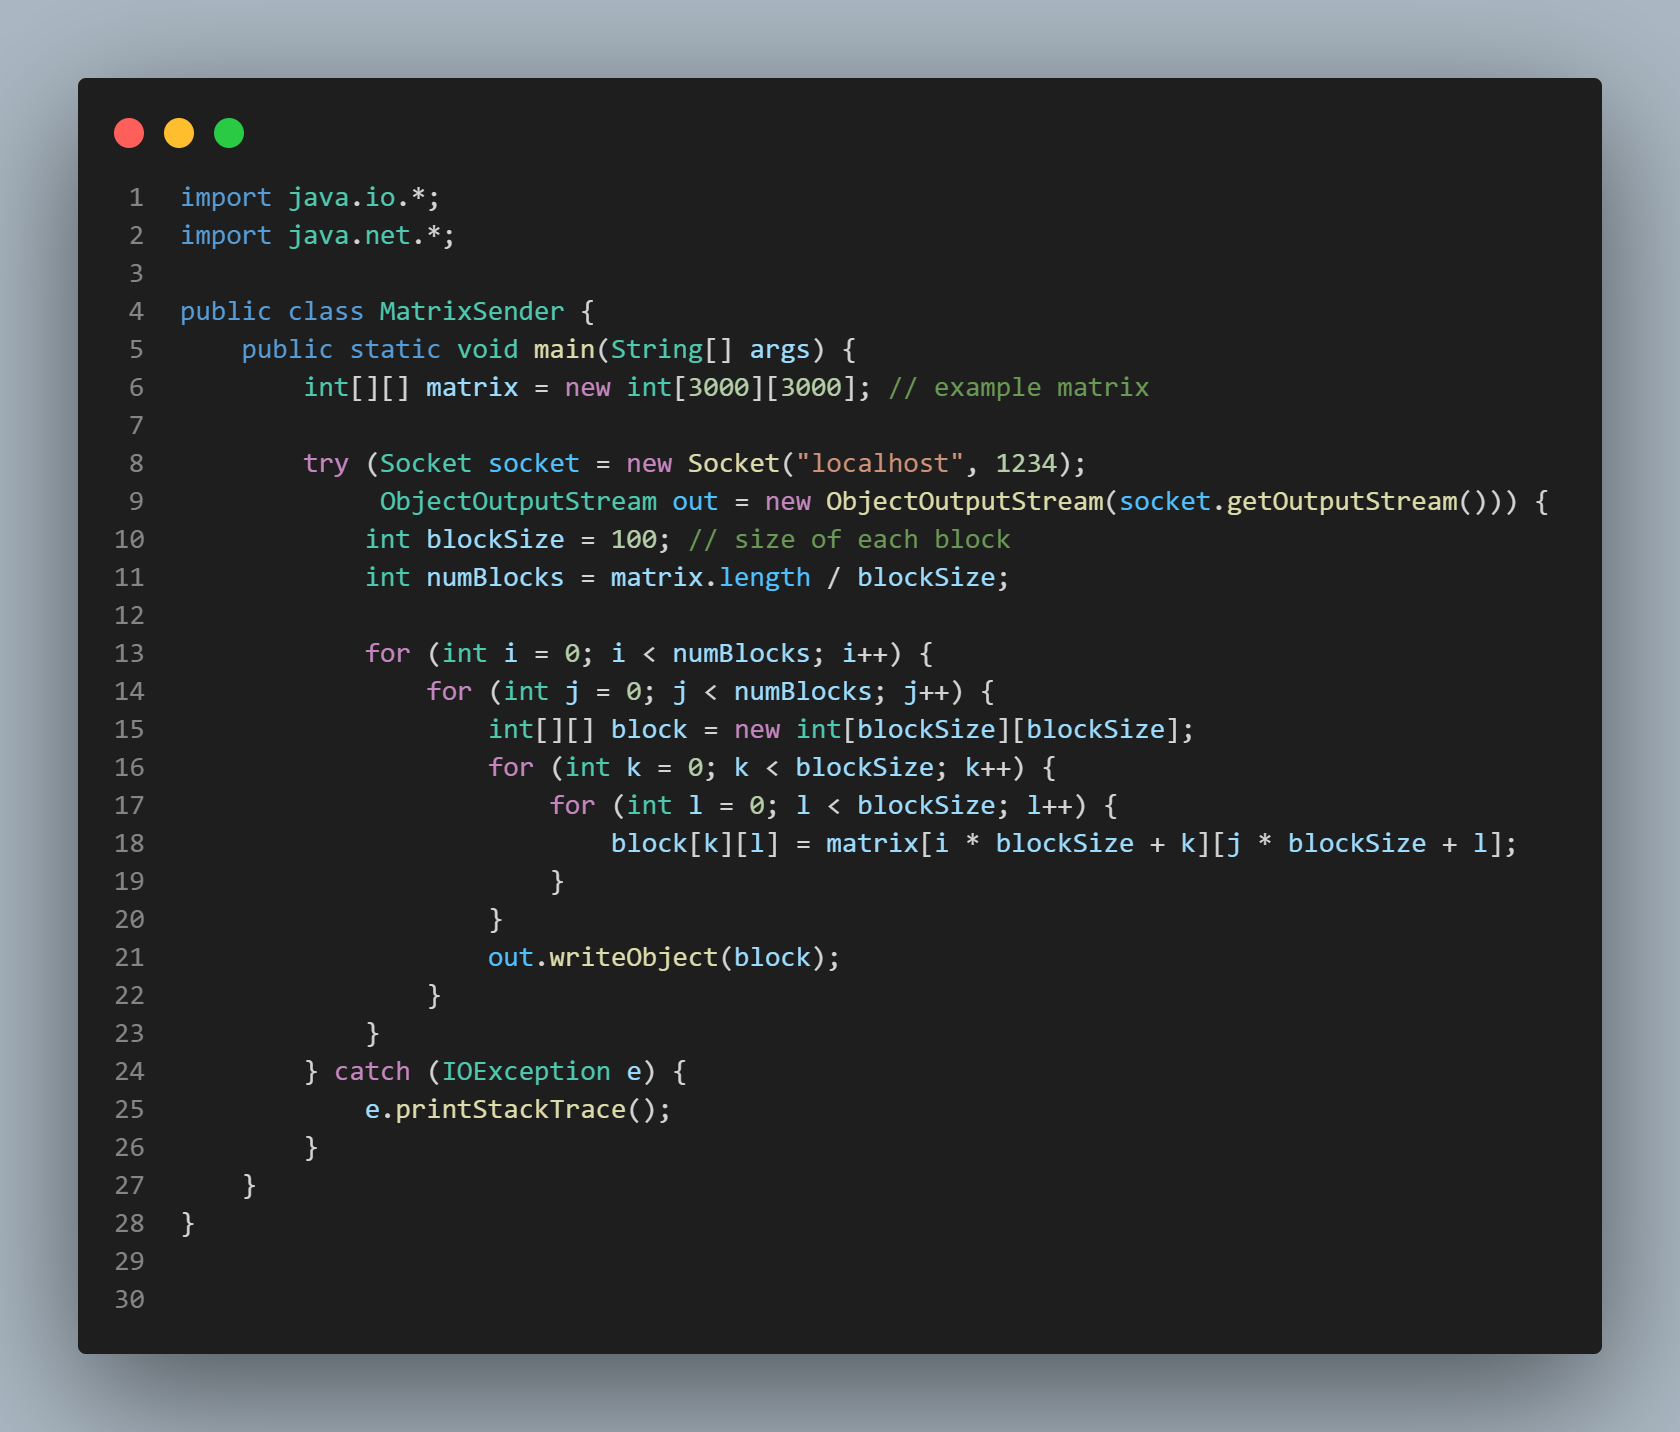 1 import java.io.*;
2 import java.net.*;
3
4 public class MatrixSender {
5     public static void main(String[] args) {
6         int[][] matrix = new int[3000][3000]; // example matrix
7
8         try (Socket socket = new Socket("localhost", 1234);
9              ObjectOutputStream out = new ObjectOutputStream(socket.getOutputStream())) {
10             int blockSize = 100; // size of each block
11             int numBlocks = matrix.length / blockSize;
12
13             for (int i = 0; i < numBlocks; i++) {
14                 for (int j = 0; j < numBlocks; j++) {
15                     int[][] block = new int[blockSize][blockSize];
16                     for (int k = 0; k < blockSize; k++) {
17                         for (int l = 0; l < blockSize; l++) {
18                             block[k][l] = matrix[i * blockSize + k][j * blockSize + l];
19                         }
20                     }
21                     out.writeObject(block);
22                 }
23             }
24         } catch (IOException e) {
25             e.printStackTrace();
26         }
27     }
28 }
29
30